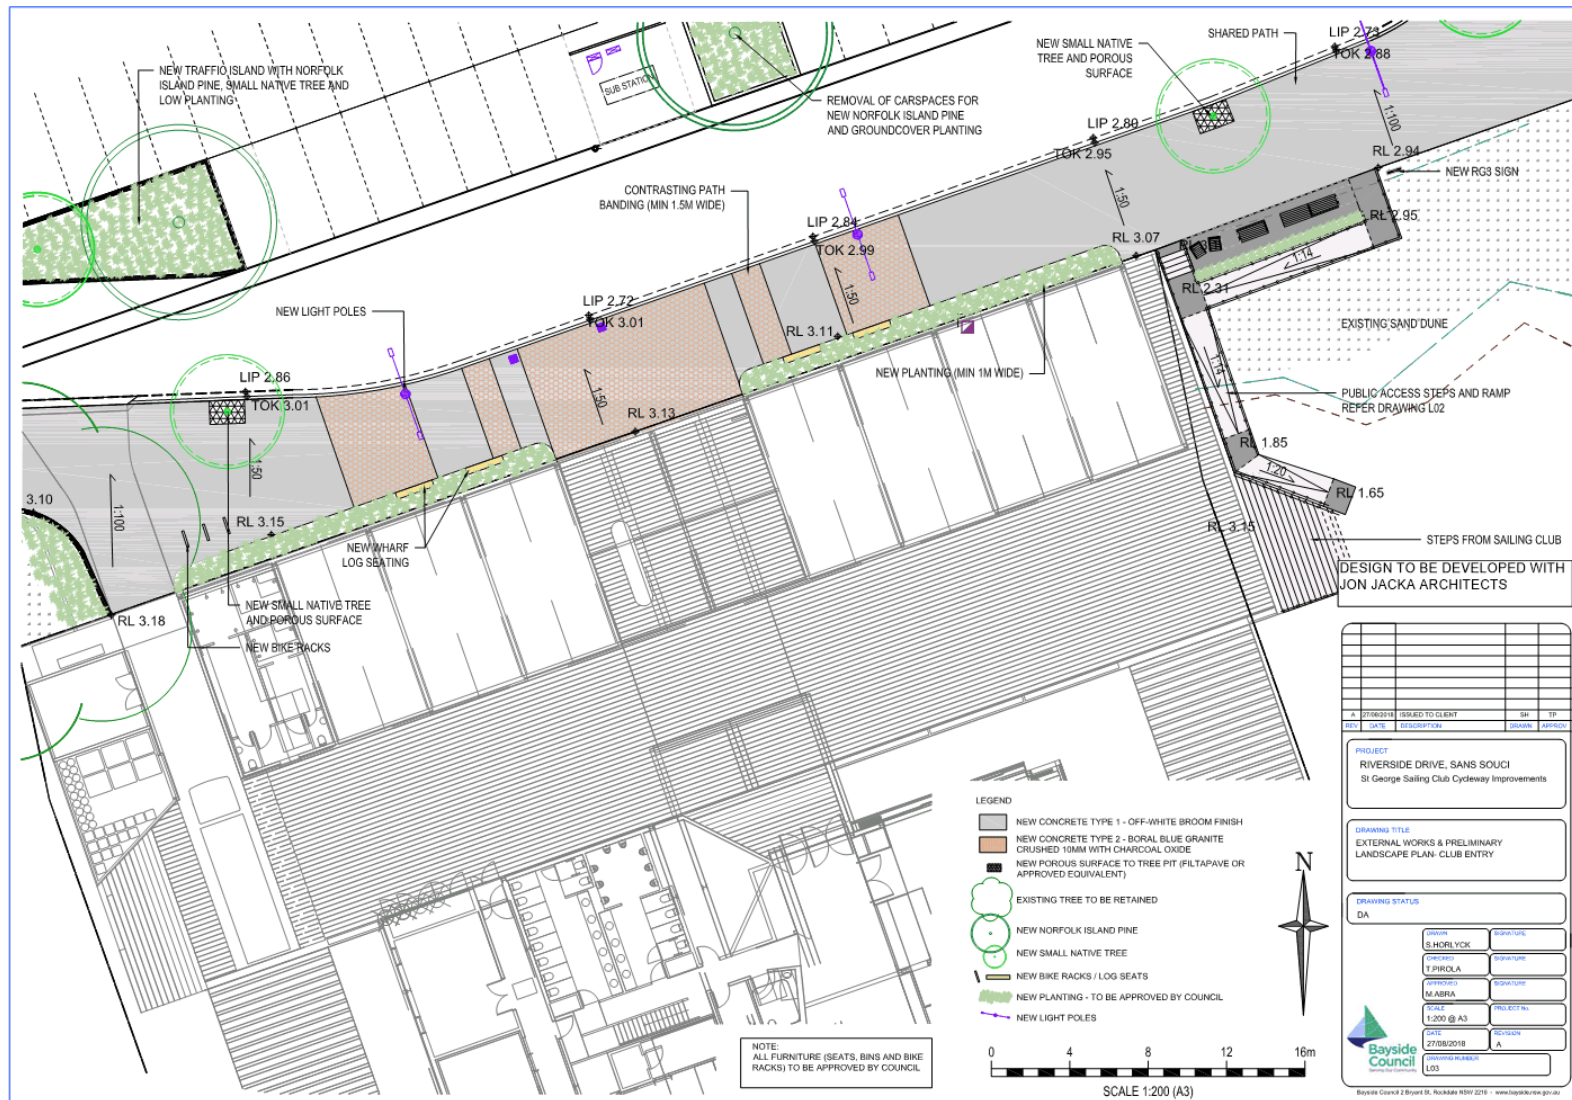 NEW TRAFFIC ISLAND WITH NORFOLK
ISLAND PINE, SMALL NATIVE TREE AND
LOW PLANTING
SUB STATION
REMOVAL OF CARSPACES FOR
NEW NORFOLK ISLAND PINE
AND GROUNDCOVER PLANTING
NEW SMALL NATIVE
TREE AND POROUS
SURFACE
SHARED PATH
LIP 2.73
TOK 2.88
1:100
LIP 2.80
TOK 2.95
RL 2.94
NEW RG3 SIGN
CONTRASTING PATH
BANDING (MIN 1.5M WIDE)
1:50
LIP 2.84
TOK 2.99
RL 3.07
RL 2.95
1:14
RL 2.31
1:50
NEW LIGHT POLES
LIP 2.72
TOK 3.01
RL 3.11
EXISTING SAND DUNE
NEW PLANTING (MIN 1M WIDE)
1:14
LIP 2.86
TOK 3.01
1:50
RL 3.13
PUBLIC ACCESS STEPS AND RAMP
REFER DRAWING L02
RL 1.85
1:20
RL 1.65
1:50
3.10
1:100
RL 3.15
RL 3.15
STEPS FROM SAILING CLUB
NEW WHARF
LOG SEATING
DESIGN TO BE DEVELOPED WITH
JON JACKA ARCHITECTS
NEW SMALL NATIVE TREE
AND POROUS SURFACE
RL 3.18
NEW BIKE RACKS
A 27/08/2018 ISSUED TO CLIENT SH TP
REV DATE DESCRIPTION DRAWN APPROV
PROJECT
RIVERSIDE DRIVE, SANS SOUCI
St George Sailing Club Cycleway Improvements
DRAWING TITLE
EXTERNAL WORKS & PRELIMINARY
LANDSCAPE PLAN- CLUB ENTRY
DRAWING STATUS
DA
DRAWN SIGNATURE
S.HORLYCK
CHECKED SIGNATURE
T.PIROLA
APPROVED SIGNATURE
M.ABRA
SCALE PROJECT No.
1:200 @ A3
DATE REVISION
27/08/2018 A
DRAWING NUMBER
L03
Bayside
Council
Serving Our Community
Bayside Council 2 Bryant St, Rockdale NSW 2216 - www.bayside.nsw.gov.au
LEGEND
NEW CONCRETE TYPE 1 - OFF-WHITE BROOM FINISH
NEW CONCRETE TYPE 2 - BORAL BLUE GRANITE
CRUSHED 10MM WITH CHARCOAL OXIDE
NEW POROUS SURFACE TO TREE PIT (FILTAPAVE OR
APPROVED EQUIVALENT)
EXISTING TREE TO BE RETAINED
NEW NORFOLK ISLAND PINE
NEW SMALL NATIVE TREE
NEW BIKE RACKS / LOG SEATS
NEW PLANTING - TO BE APPROVED BY COUNCIL
NEW LIGHT POLES
N
NOTE:
ALL FURNITURE (SEATS, BINS AND BIKE
RACKS) TO BE APPROVED BY COUNCIL
0 4 8 12 16m
SCALE 1:200 (A3)